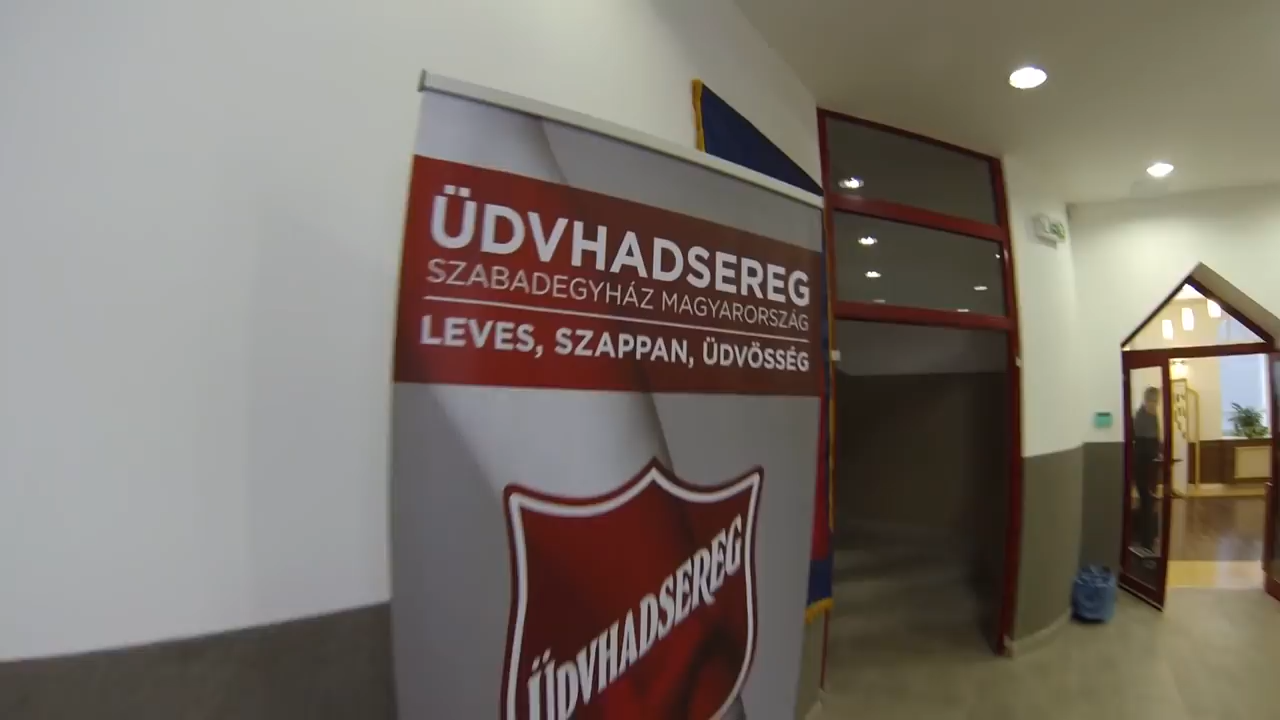 ÜDVHADSEREG
SZABADEGYHÁZ MAGYARORSZÁG
LEVES, SZAPPAN, ÜDVÖSSÉG
ÜDVHADSEREG